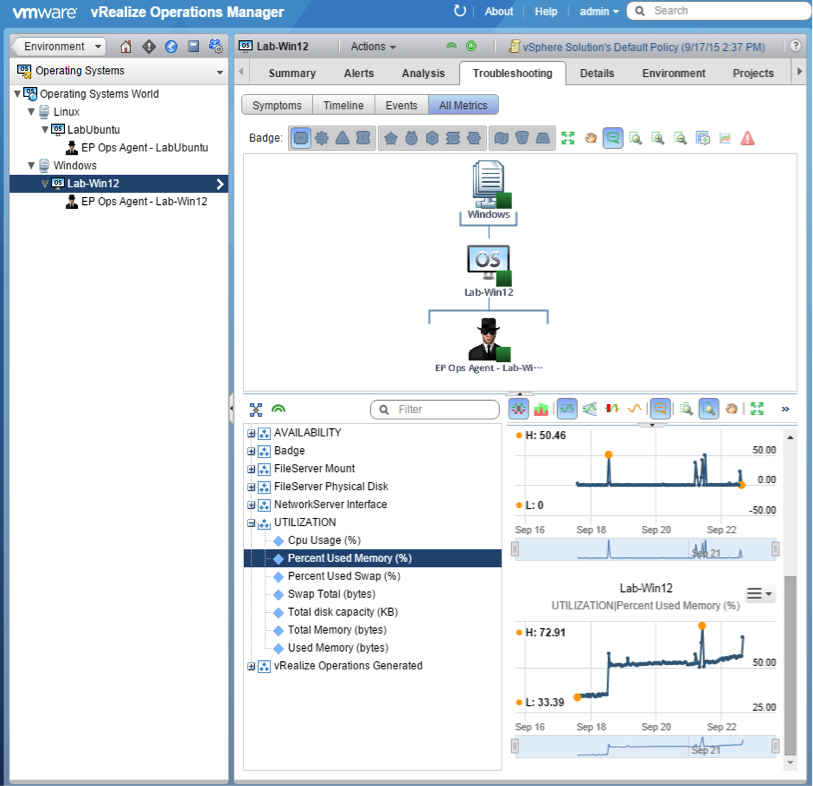 vmware vRealize Operations Manager
About Help admin Search
Environment
Operating Systems
Operating Systems World
Linux
LabUbuntu
EP Ops Agent - LabUbuntu
Windows
Lab-Win12
EP Ops Agent - Lab-Win12
Lab-Win12 Actions vSphere Solution's Default Policy (9/17/15 2:37 PM) ?
Summary Alerts Analysis Troubleshooting Details Environment Projects
Symptoms Timeline Events All Metrics
Badge:
Windows
OS
Lab-Win12
EP Ops Agent - Lab-Wi···
Filter »
AVAILABILITY
Badge
FileServer Mount
FileServer Physical Disk
NetworkServer Interface
UTILIZATION
Cpu Usage (%)
Percent Used Memory (%)
Percent Used Swap (%)
Swap Total (bytes)
Total disk capacity (KB)
Total Memory (bytes)
Used Memory (bytes)
vRealize Operations Generated
H: 50.46
50.00
0.00
L: 0
-50.00
Sep 16 Sep 18 Sep 20 Sep 22
Sep 21
Lab-Win12
UTILIZATION|Percent Used Memory (%)
H: 72.91
50.00
L: 33.39
25.00
Sep 16 Sep 18 Sep 20 Sep 22
Sep 21